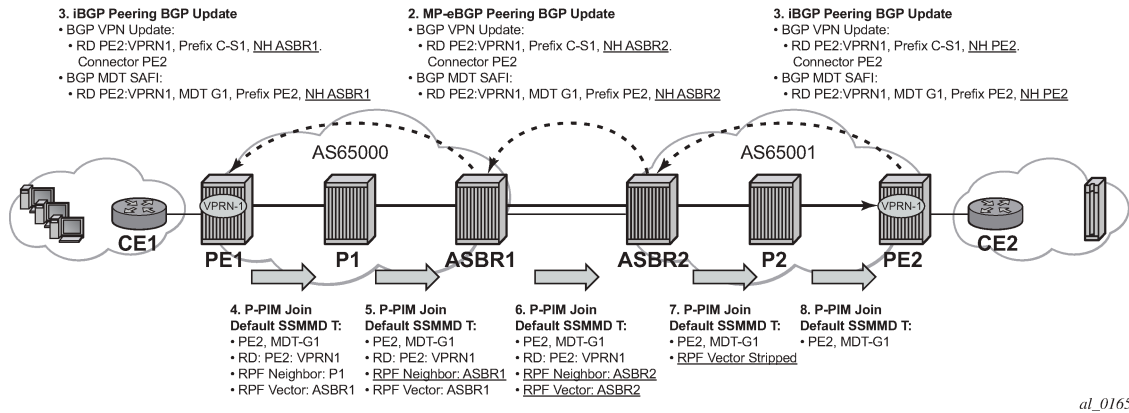 3. iBGP Peering BGP Update
• BGP VPN Update:
• RD PE2:VPRN1, Prefix C-S1, NH ASBR1.
Connector PE2
• BGP MDT SAFI:
• RD PE2:VPRN1, MDT G1, Prefix PE2, NH ASBR1
2. MP-eBGP Peering BGP Update
• BGP VPN Update:
• RD PE2:VPRN1, Prefix C-S1, NH ASBR2.
Connector PE2
• BGP MDT SAFI:
• RD PE2:VPRN1, MDT G1, Prefix PE2, NH ASBR2
3. iBGP Peering BGP Update
• BGP VPN Update:
• RD PE2:VPRN1, Prefix C-S1, NH PE2.
Connector PE2
• BGP MDT SAFI:
• RD PE2:VPRN1, MDT G1, Prefix PE2, NH PE2
AS65000
AS65001
VPRN-1
VPRN-1
CE1
PE1
P1
ASBR1
ASBR2
P2
PE2
CE2
4. P-PIM Join
Default SSMMD T:
• PE2, MDT-G1
• RD: PE2: VPRN1
• RPF Neighbor: P1
• RPF Vector: ASBR1
5. P-PIM Join
Default SSMMD T:
• PE2, MDT-G1
• RD: PE2: VPRN1
• RPF Neighbor: ASBR1
• RPF Vector: ASBR1
6. P-PIM Join
Default SSMMD T:
• PE2, MDT-G1
• RD: PE2: VPRN1
• RPF Neighbor: ASBR2
• RPF Vector: ASBR2
7. P-PIM Join
Default SSMMD T:
• PE2, MDT-G1
• RPF Vector Stripped
8. P-PIM Join
Default SSMMD T:
• PE2, MDT-G1
al_0165